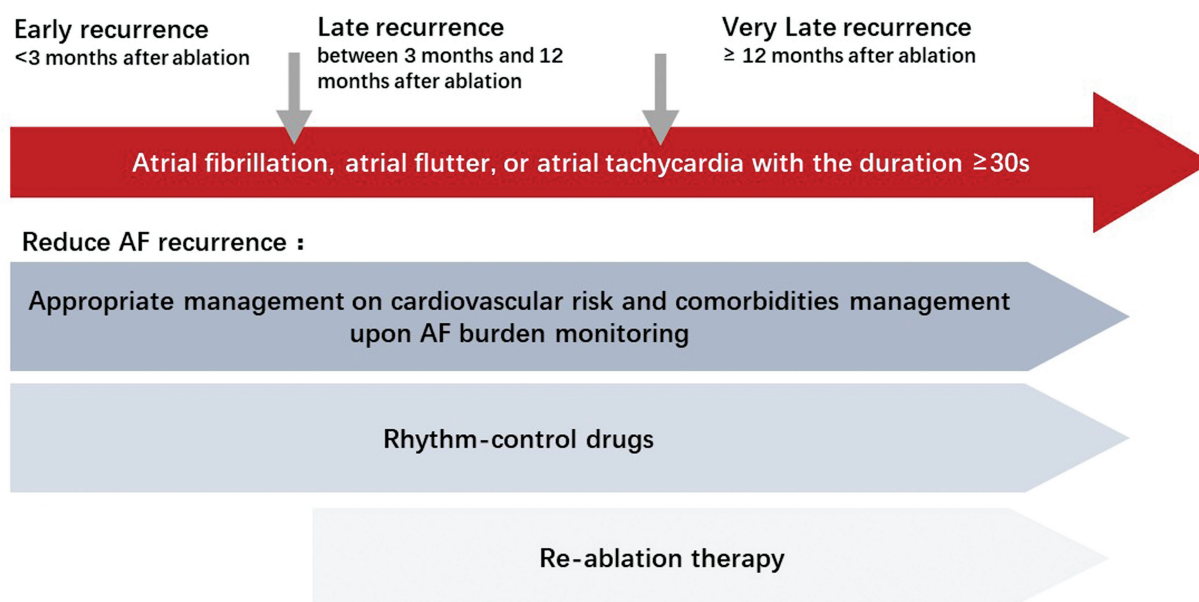 Early recurrence
<3 months after ablation
Late recurrence
between 3 months and 12
months after ablation
Very Late recurrence
≥ 12 months after ablation
Atrial fibrillation, atrial flutter, or atrial tachycardia with the duration ≥30s
Reduce AF recurrence：
Appropriate management on cardiovascular risk and comorbidities management
upon AF burden monitoring
Rhythm-control drugs
Re-ablation therapy